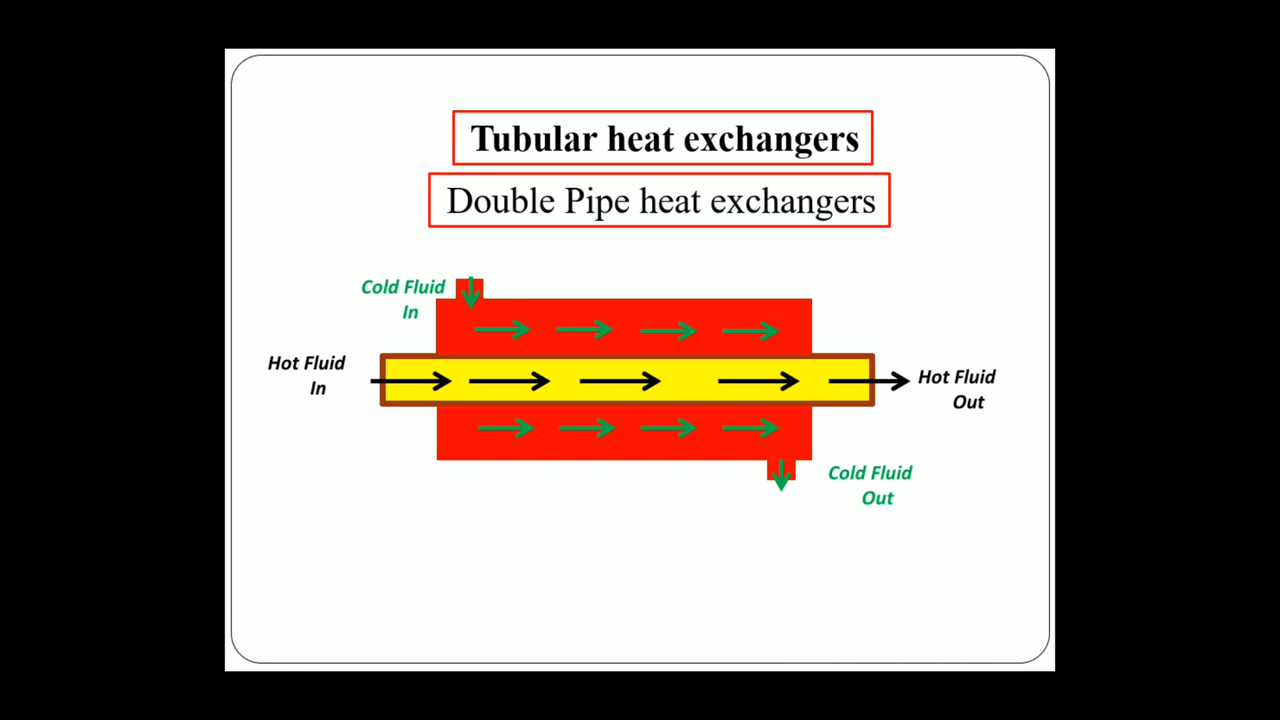 Tubular heat exchangers
Double Pipe heat exchangers
Cold Fluid
In
Hot Fluid
In
Hot Fluid
Out
Cold Fluid
Out